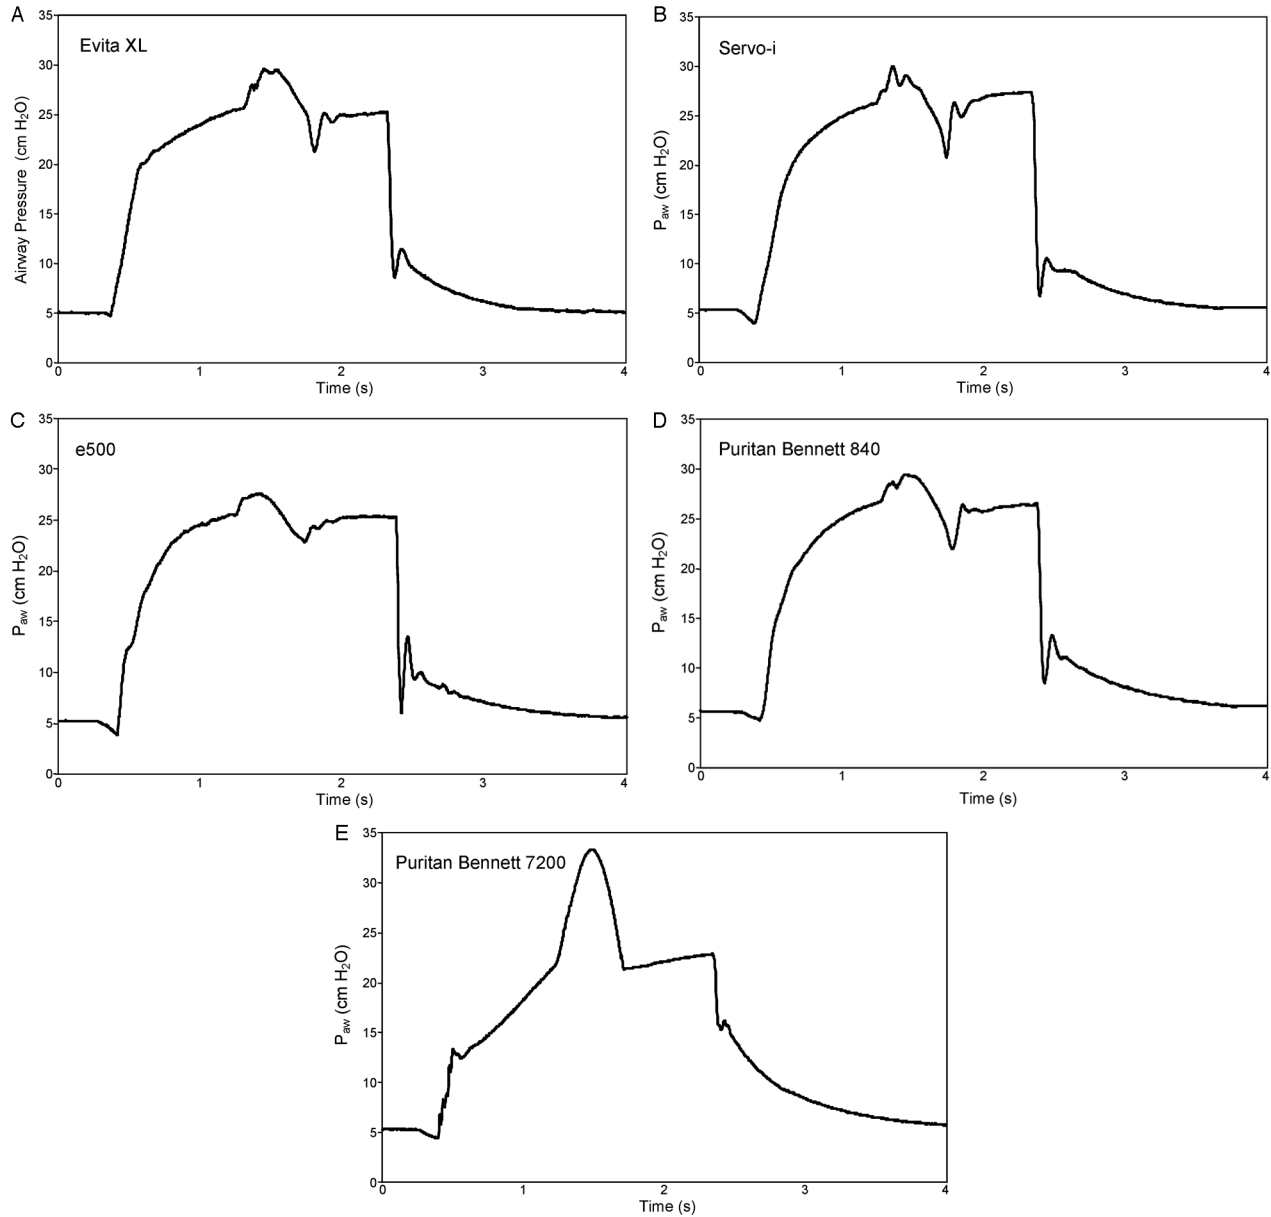 A
Evita XL
Airway Pressure (cm H₂O)
35
30
25
20
15
10
5
0
0 1 2 3 4
Time (s)
B
Servo-i
Paw (cm H₂O)
35
30
25
20
15
10
5
0
0 1 2 3 4
Time (s)
C
e500
Paw (cm H₂O)
35
30
25
20
15
10
5
0
0 1 2 3 4
Time (s)
D
Puritan Bennett 840
Paw (cm H₂O)
35
30
25
20
15
10
5
0
0 1 2 3 4
Time (s)
E
Puritan Bennett 7200
Paw (cm H₂O)
35
30
25
20
15
10
5
0
0 1 2 3 4
Time (s)